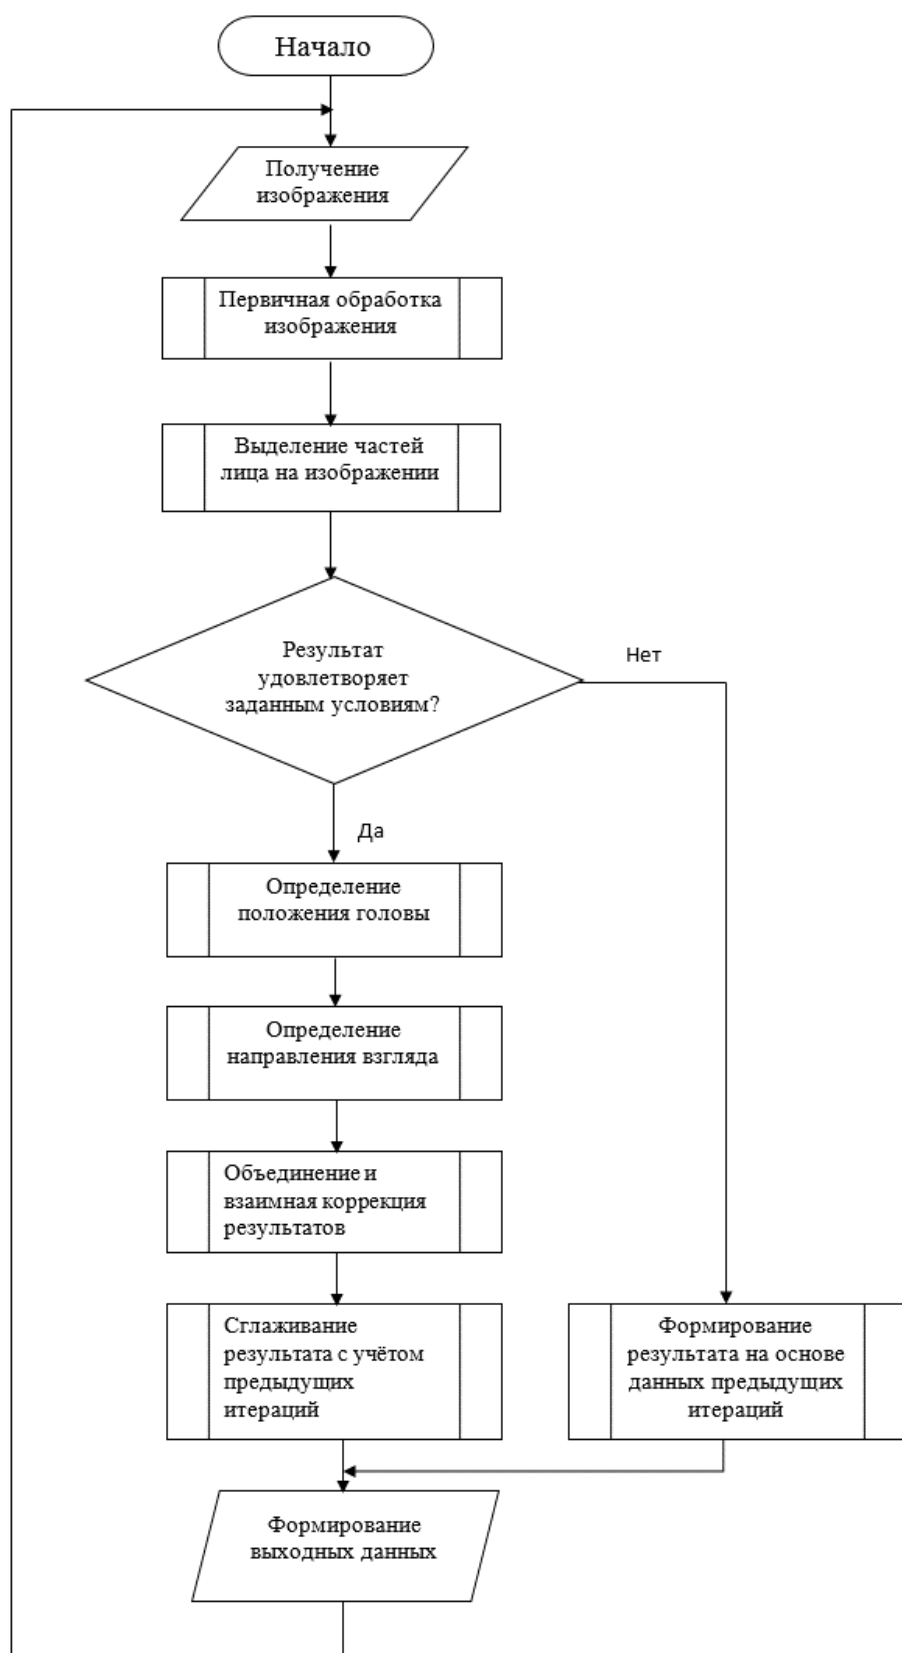 Начало
Получение
изображения
Первичная обработка
изображения
Выделение частей
лица на изображении
Результат
удовлетворяет
заданным условиям?
Нет
Да
Определение
положения головы
Определение
направления взгляда
Объединение и
взаимная коррекция
результатов
Сглаживание
результата с учётом
предыдущих
итераций
Формирование
результата на основе
данных предыдущих
итераций
Формирование
выходных данных